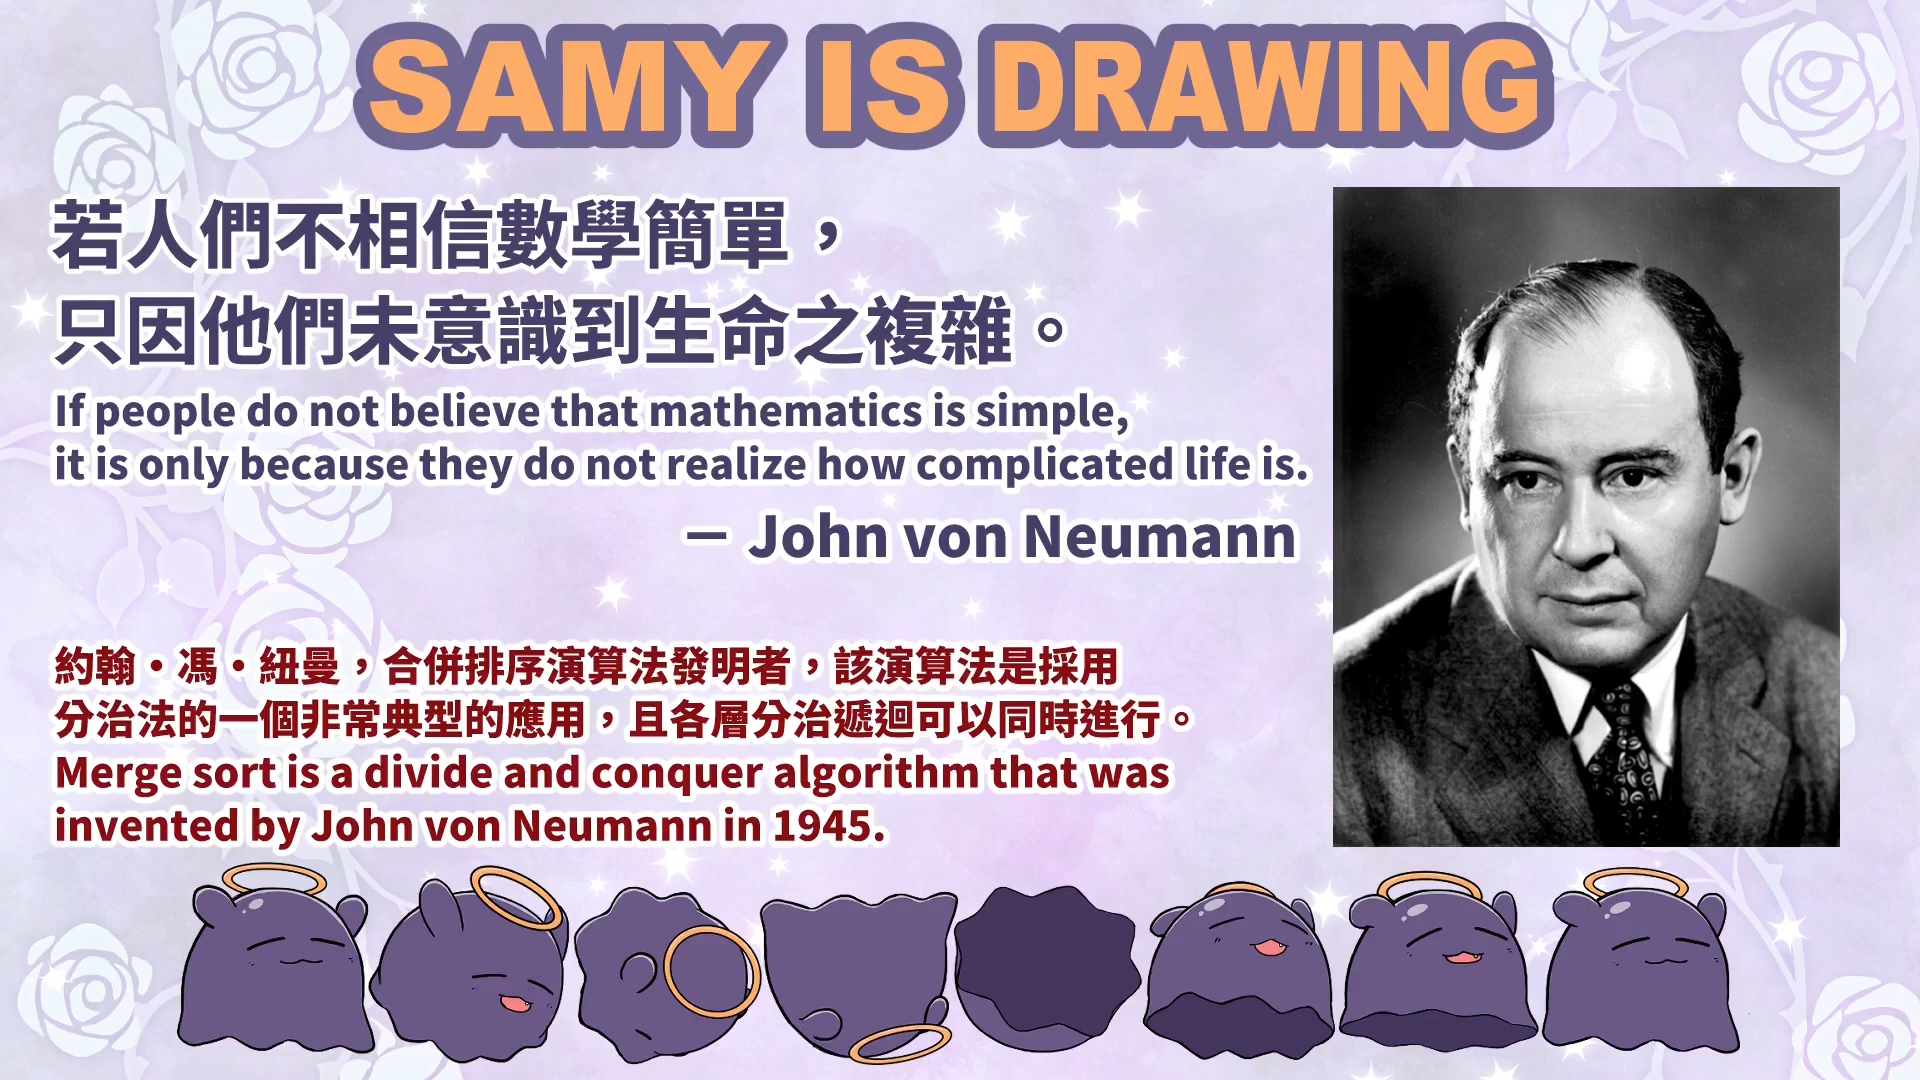 SAMY IS DRAWING
若人們不相信數學簡單，
只因他們未意識到生命之複雜。
If people do not believe that mathematics is simple,
it is only because they do not realize how complicated life is.
— John von Neumann
約翰・馮・紐曼，合併排序演算法發明者，該演算法是採用
分治法的一個非常典型的應用，且各層分治遞迴可以同時進行。
Merge sort is a divide and conquer algorithm that was
invented by John von Neumann in 1945.